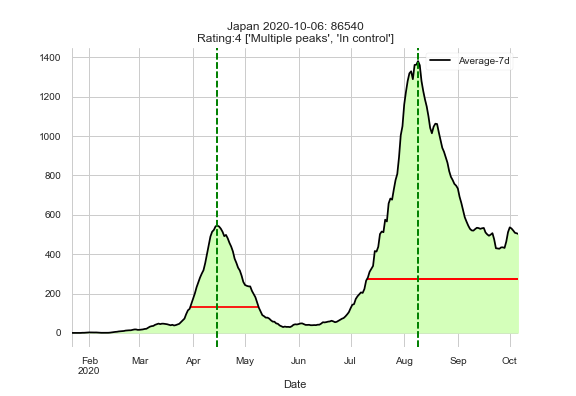 Japan 2020-10-06: 86540
Rating:4 ['Multiple peaks', 'In control']
Average-7d
1400
1200
1000
800
600
400
200
0
Feb Mar Apr May Jun Jul Aug Sep Oct
2020
Date